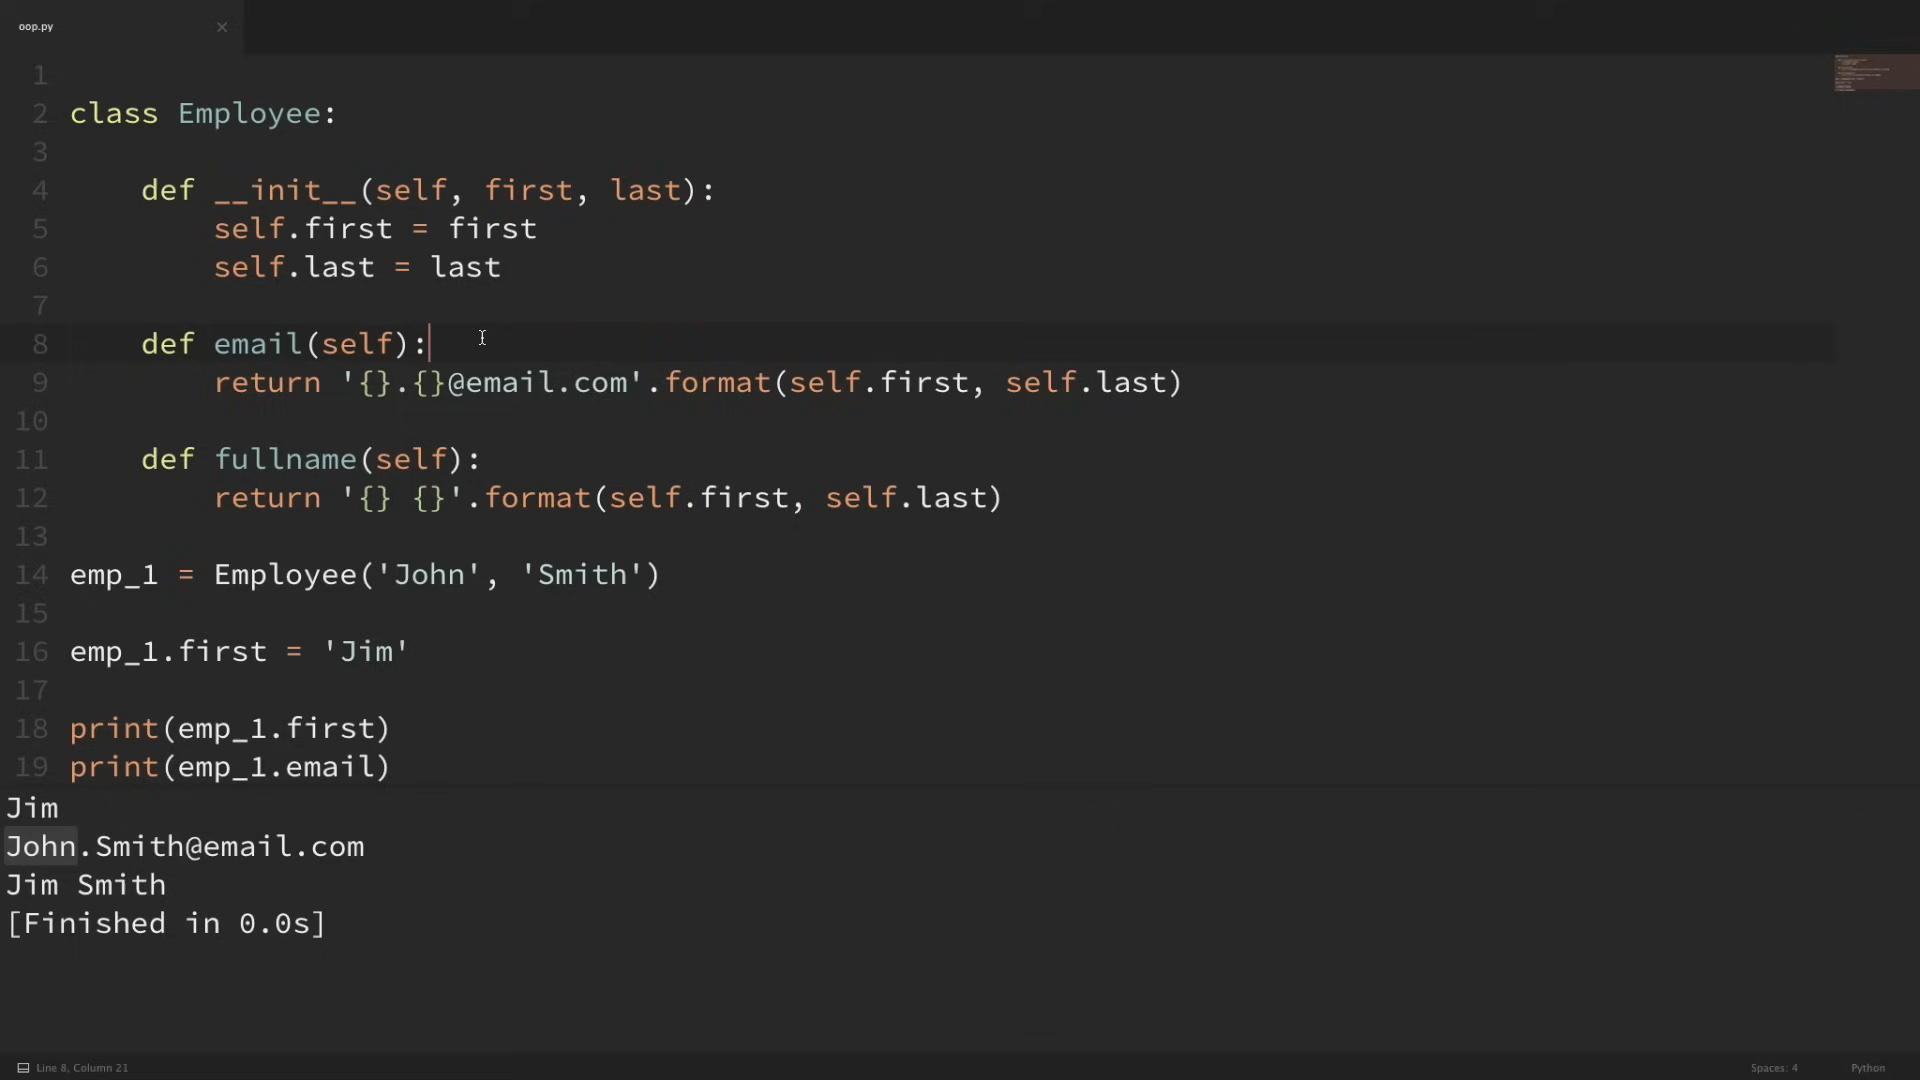 oop.py ×
1
2 class Employee:
3
4     def __init__(self, first, last):
5         self.first = first
6         self.last = last
7
8     def email(self):
9         return '{}.{}@email.com'.format(self.first, self.last)
10
11     def fullname(self):
12         return '{} {}'.format(self.first, self.last)
13
14 emp_1 = Employee('John', 'Smith')
15
16 emp_1.first = 'Jim'
17
18 print(emp_1.first)
19 print(emp_1.email)
Jim
John.Smith@email.com
Jim Smith
[Finished in 0.0s]
Line 8, Column 21 Spaces: 4 Python